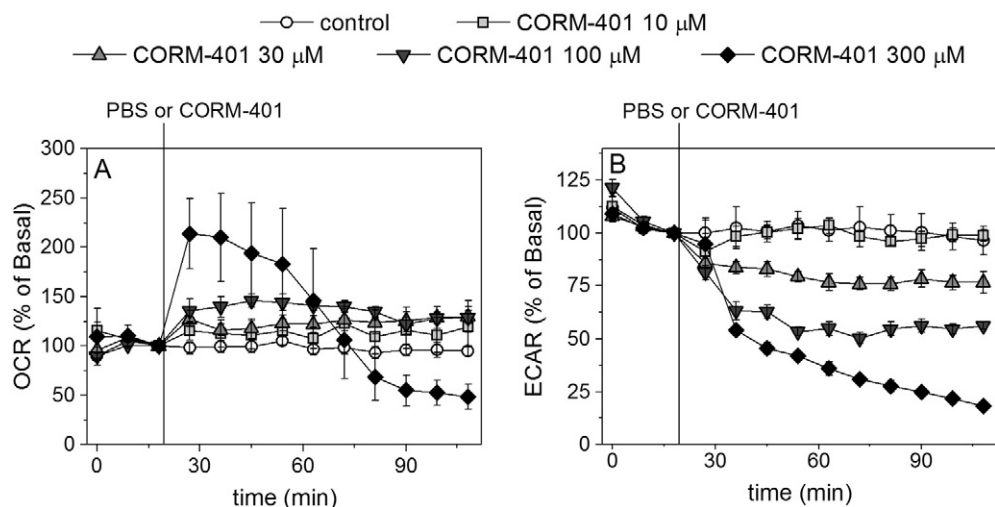 control CORM-401 10 μM
CORM-401 30 μM CORM-401 100 μM CORM-401 300 μM
PBS or CORM-401
A
OCR (% of Basal)
300
250
200
150
100
50
0
0 30 60 90
time (min)
PBS or CORM-401
B
ECAR (% of Basal)
125
100
75
50
25
0
0 30 60 90
time (min)